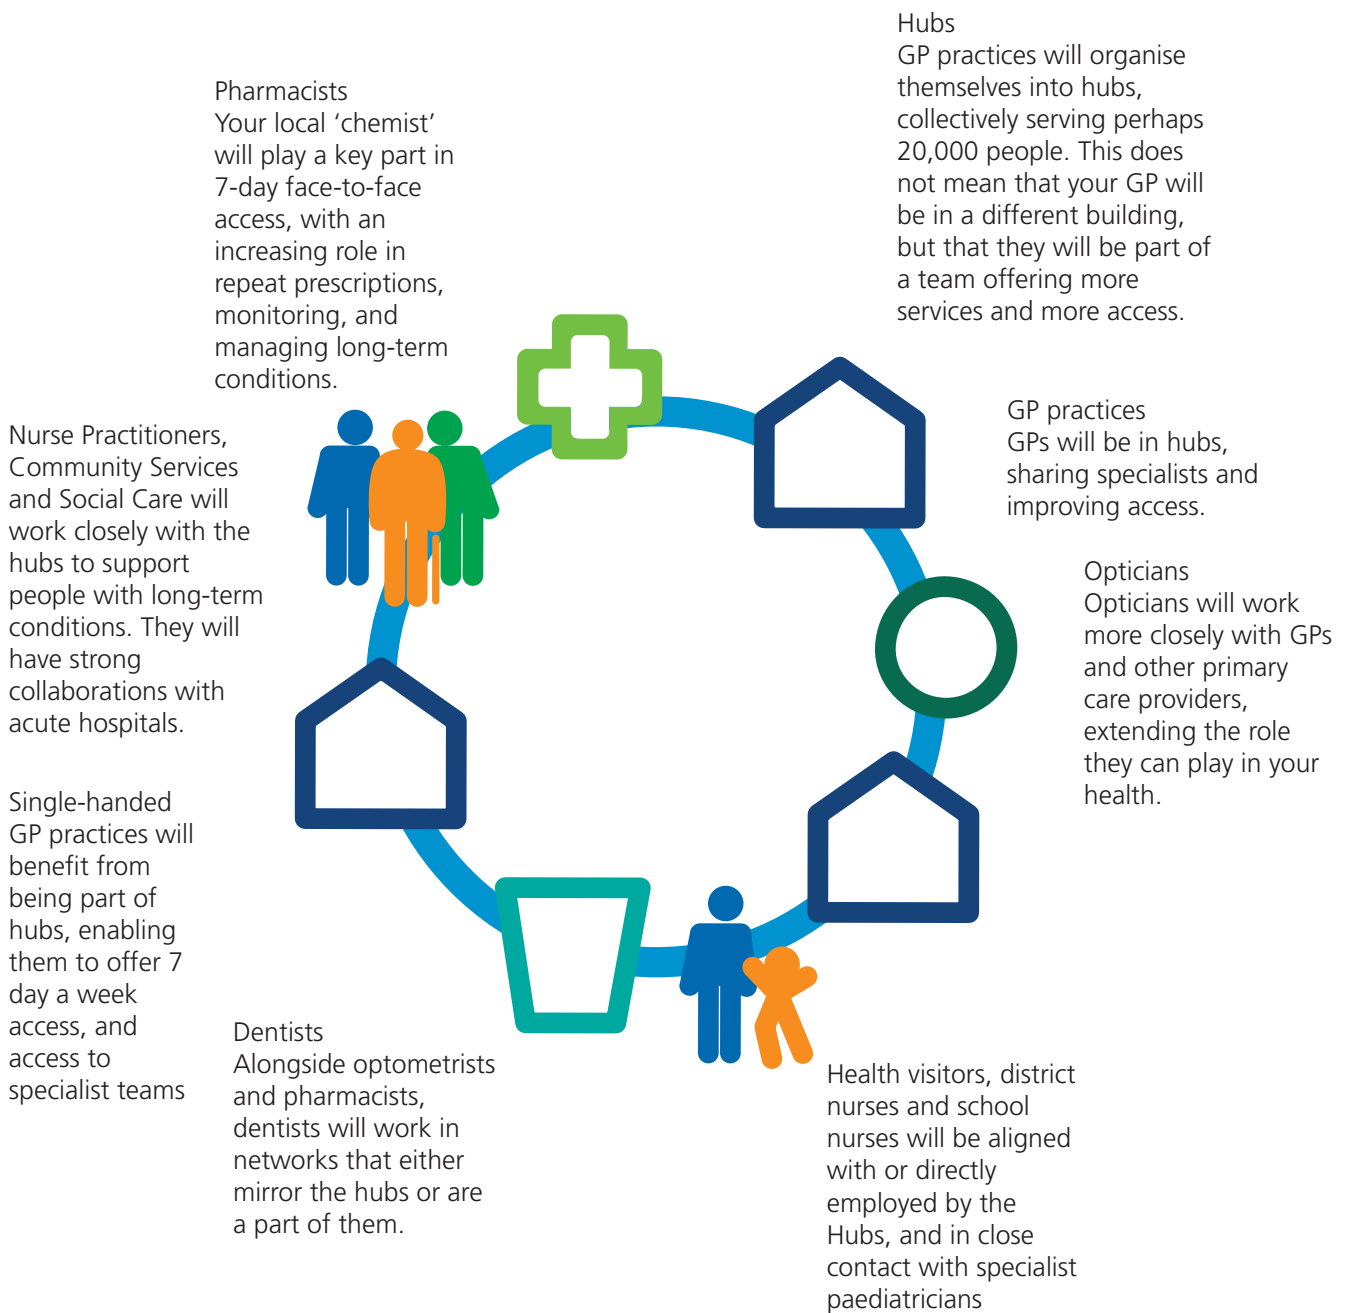 Hubs
GP practices will organise
themselves into hubs,
collectively serving perhaps
20,000 people. This does
not mean that your GP will
be in a different building,
but that they will be part of
a team offering more
services and more access.
Pharmacists
Your local ‘chemist’
will play a key part in
7-day face-to-face
access, with an
increasing role in
repeat prescriptions,
monitoring, and
managing long-term
conditions.
GP practices
GPs will be in hubs,
sharing specialists and
improving access.
Nurse Practitioners,
Community Services
and Social Care will
work closely with the
hubs to support
people with long-term
conditions. They will
have strong
collaborations with
acute hospitals.
Opticians
Opticians will work
more closely with GPs
and other primary
care providers,
extending the role
they can play in your
health.
Single-handed
GP practices will
benefit from
being part of
hubs, enabling
them to offer 7
day a week
access, and
access to
specialist teams
Dentists
Alongside optometrists
and pharmacists,
dentists will work in
networks that either
mirror the hubs or are
a part of them.
Health visitors, district
nurses and school
nurses will be aligned
with or directly
employed by the
Hubs, and in close
contact with specialist
paediatricians